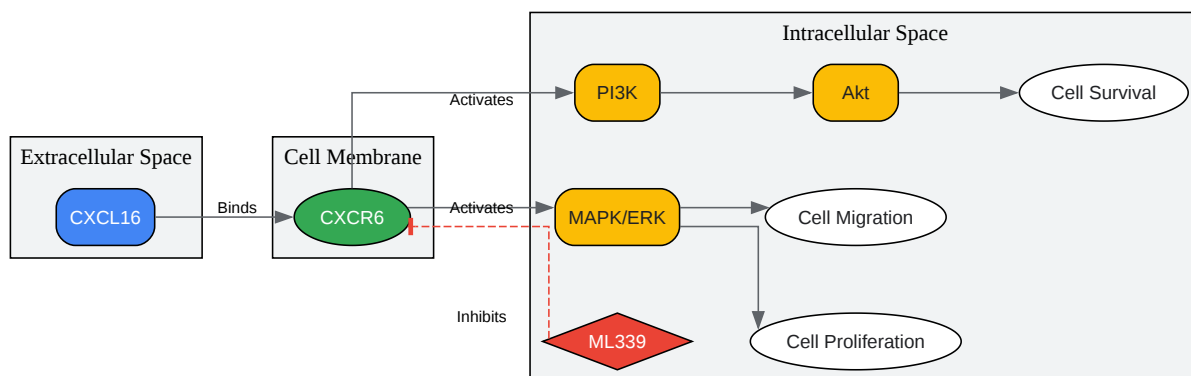 Intracellular Space
PI3K
Akt
Cell Survival
Activates
Extracellular Space
Cell Membrane
CXCL16
Binds
CXCR6
Activates
MAPK/ERK
Cell Migration
Inhibits
ML339
Cell Proliferation